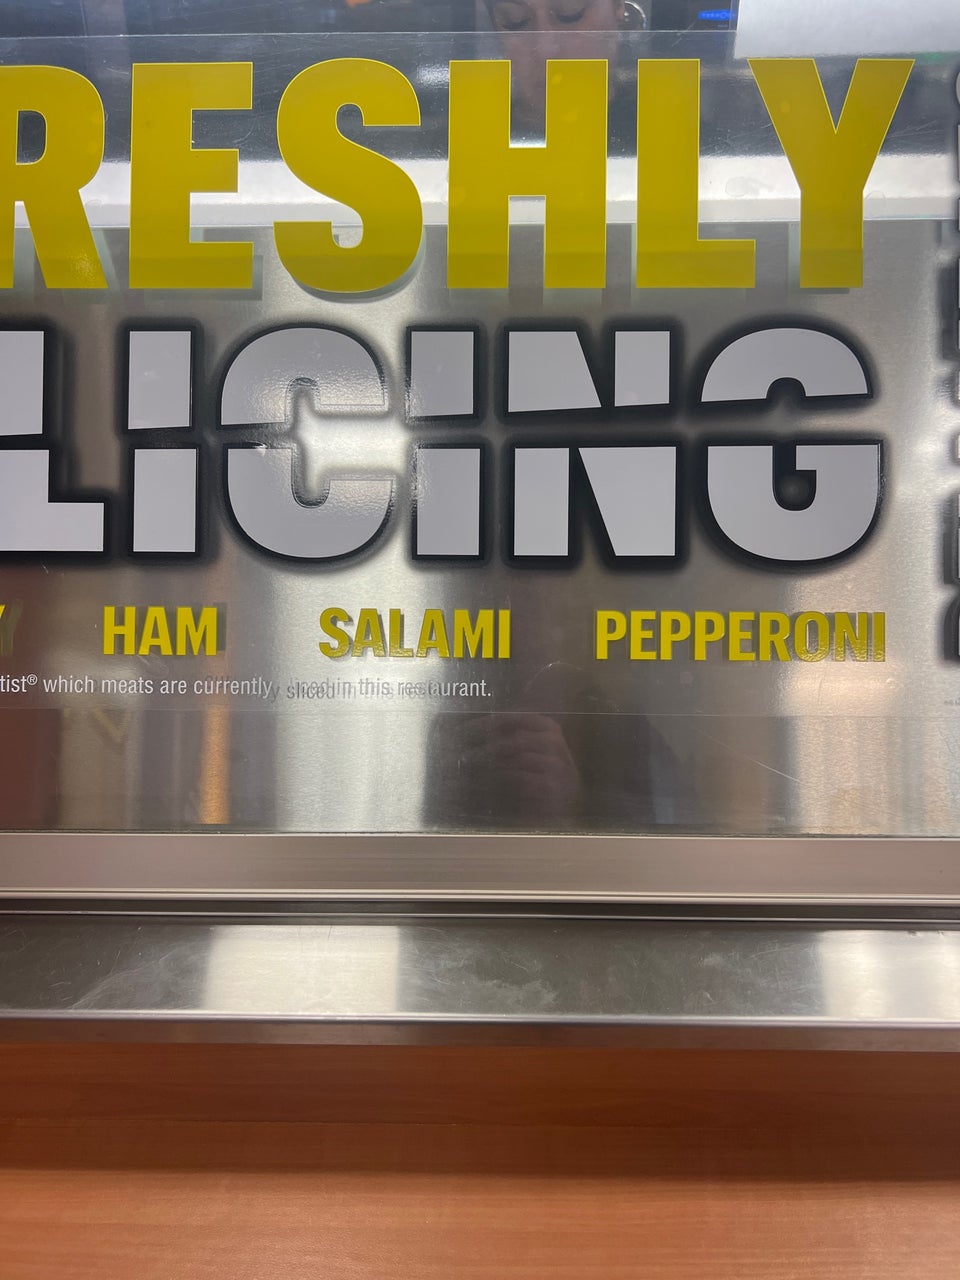 RESHLY
LICING
HAM SALAMI PEPPERONI
tist® which meats are currently sliced in this restaurant.